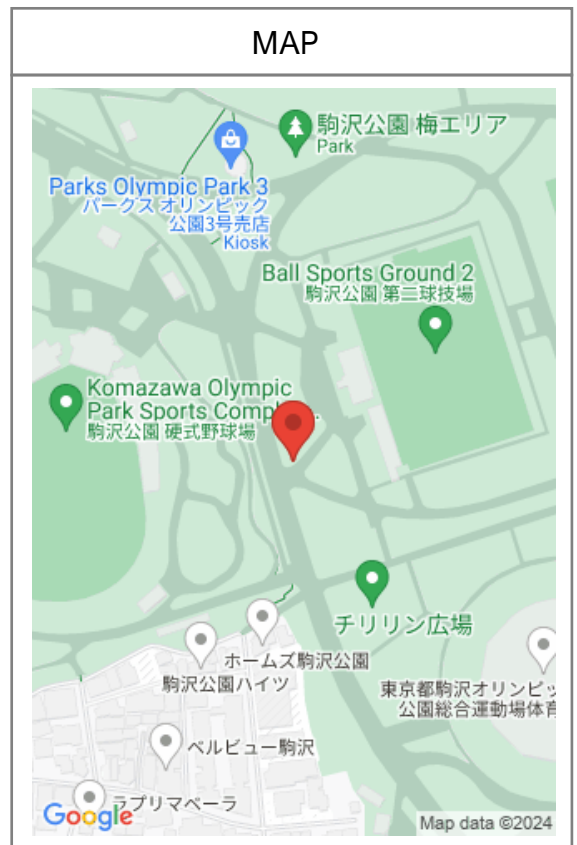 MAP
駒沢公園 梅エリア
Park
Parks Olympic Park 3
パークス オリンピック
公園3号売店
Kiosk
Ball Sports Ground 2
駒沢公園 第二球技場
Komazawa Olympic
Park Sports Comp
駒沢公園 硬式野球場
チリリン広場
ホームズ駒沢公園
駒沢公園ハイツ
東京都駒沢オリンピッ
公園総合運動場体育
ベルビュー駒沢
ラプリマベーラ
Google
Map data ©2024